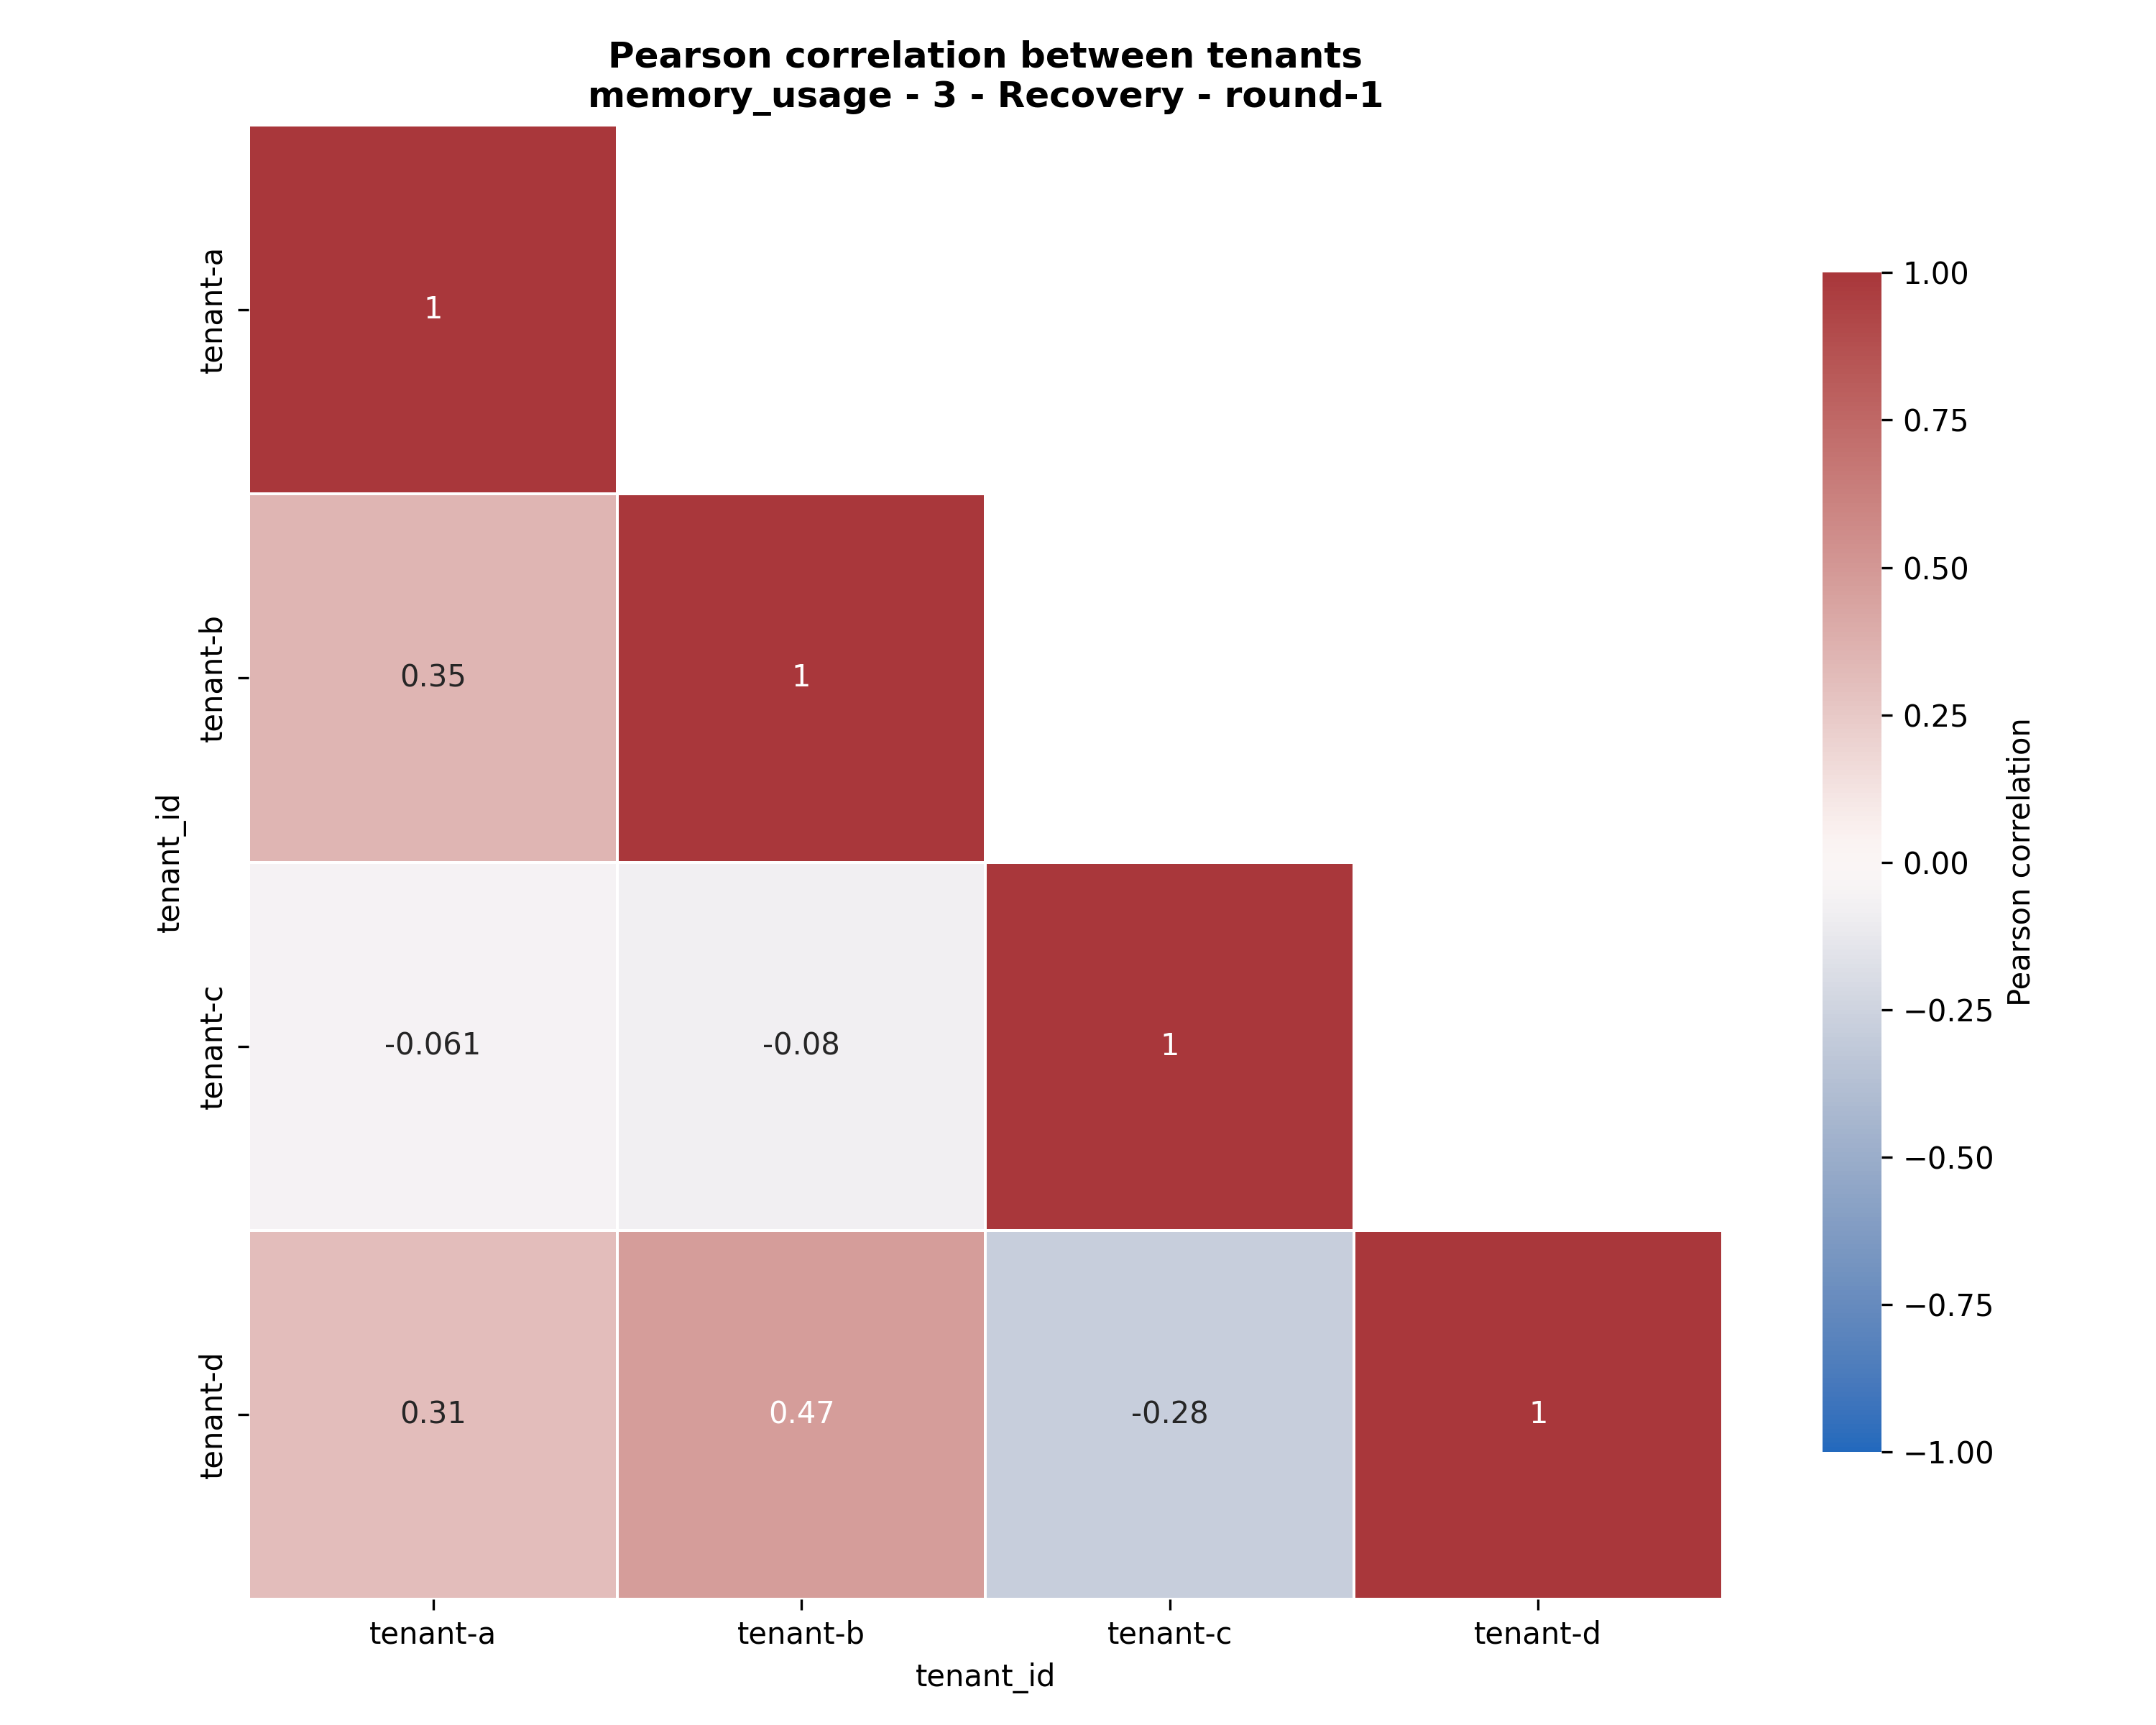 Pearson correlation between tenants
memory_usage - 3 - Recovery - round-1
tenant_id
tenant-a
1
tenant-b
0.35
1
tenant-c
-0.061
-0.08
1
tenant-d
0.31
0.47
-0.28
1
tenant-a
tenant-b
tenant-c
tenant-d
tenant_id
1.00
0.75
0.50
0.25
0.00
−0.25
−0.50
−0.75
−1.00
Pearson correlation